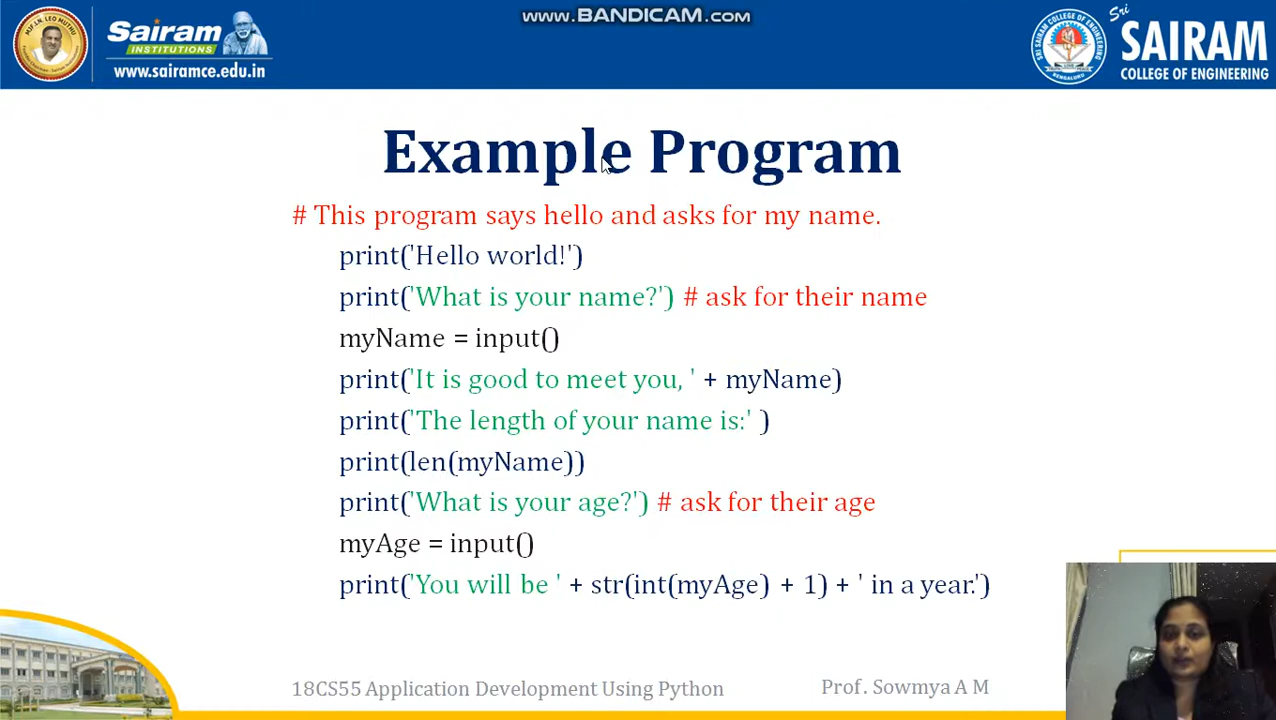 www.BANDICAM.com
Sairam
INSTITUTIONS
www.sairamce.edu.in
Sri
SAIRAM
COLLEGE OF ENGINEERING
Example Program
# This program says hello and asks for my name.
print('Hello world!')
print('What is your name?') # ask for their name
myName = input()
print('It is good to meet you, ' + myName)
print('The length of your name is:' )
print(len(myName))
print('What is your age?') # ask for their age
myAge = input()
print('You will be ' + str(int(myAge) + 1) + ' in a year.')
18CS55 Application Development Using Python
Prof. Sowmya A M